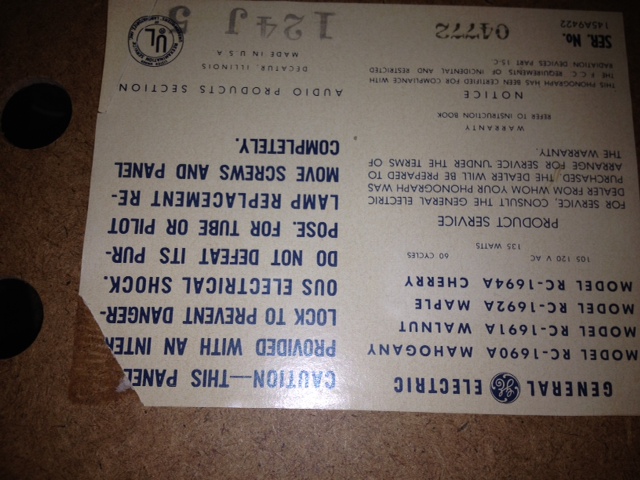 GENERAL GE ELECTRIC
MODEL RC-1690A MAHOGANY
MODEL RC-1691A WALNUT
MODEL RC-1692A MAPLE
MODEL RC-1694A CHERRY
105 120 V AC 60 CYCLES
135 WATTS
PRODUCT SERVICE
FOR SERVICE, CONSULT THE GENERAL ELECTRIC
DEALER FROM WHOM YOUR PHONOGRAPH WAS
PURCHASED. THE DEALER WILL BE PREPARED TO
ARRANGE FOR SERVICE UNDER THE TERMS OF
THE WARRANTY.
WARRANTY
REFER TO INSTRUCTION BOOK
NOTICE
THIS PHONOGRAPH HAS BEEN CERTIFIED FOR COMPLIANCE WITH
THE F C C REQUIREMENTS OF INCIDENTAL AND RESTRICTED
RADIATION DEVICES PART 15-C
SER. No. 04772
145A9422
CAUTION—THIS PANEL
PROVIDED WITH AN INTER
LOCK TO PREVENT DANGER-
OUS ELECTRICAL SHOCK.
DO NOT DEFEAT ITS PUR-
POSE. FOR TUBE OR PILOT
LAMP REPLACEMENT RE-
MOVE SCREWS AND PANEL
COMPLETELY.
AUDIO PRODUCTS SECTION
DECATUR, ILLINOIS
MADE IN U S A
UL
124J